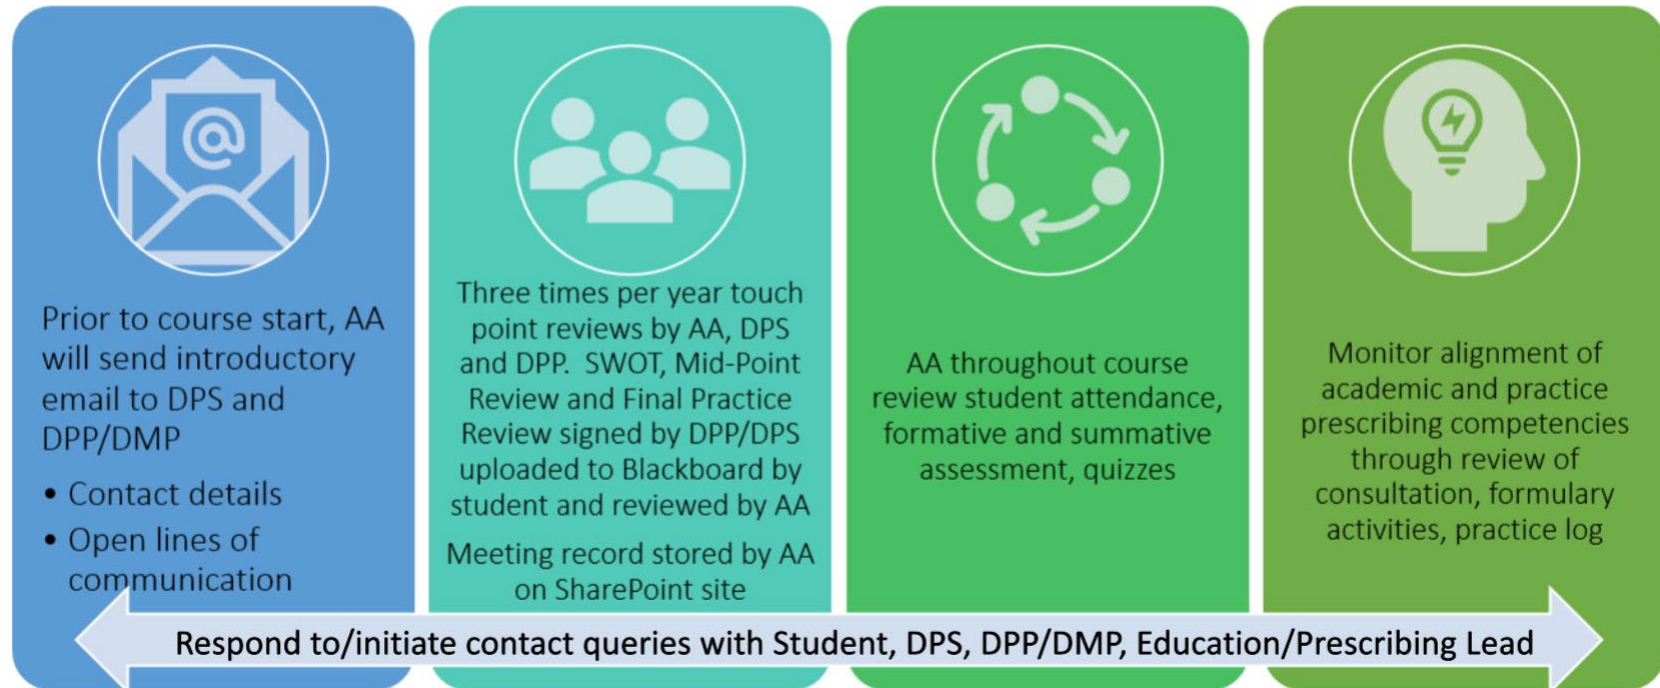 @
Prior to course start, AA
will send introductory
email to DPS and
DPP/DMP
• Contact details
• Open lines of
communication
Three times per year touch
point reviews by AA, DPS
and DPP.  SWOT, Mid-Point
Review and Final Practice
Review signed by DPP/DPS
uploaded to Blackboard by
student and reviewed by AA
Meeting record stored by AA
on SharePoint site
AA throughout course
review student attendance,
formative and summative
assessment, quizzes
Monitor alignment of
academic and practice
prescribing competencies
through review of
consultation, formulary
activities, practice log
Respond to/initiate contact queries with Student, DPS, DPP/DMP, Education/Prescribing Lead